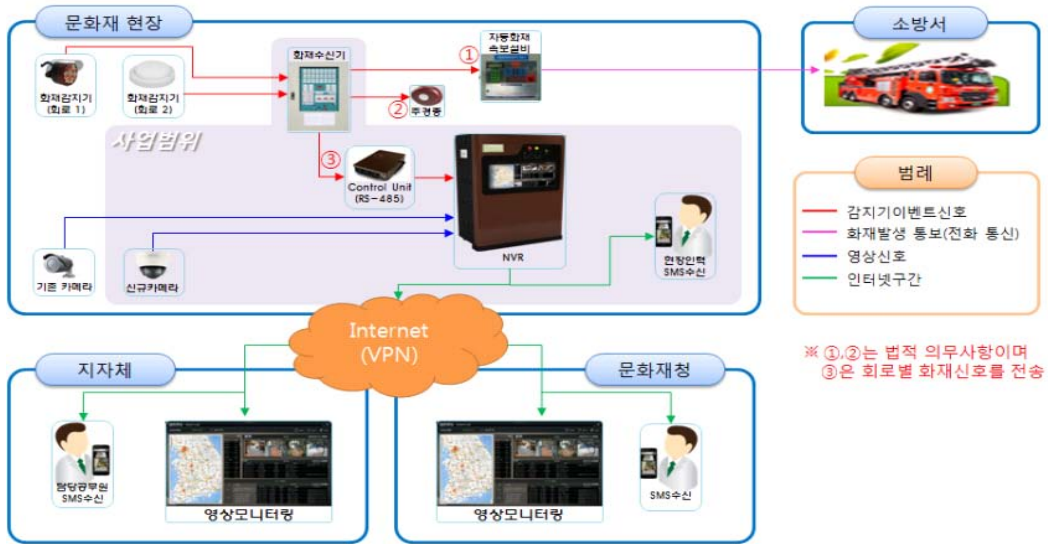 문화재 현장
소방서
화재감지기
(회로 1)
화재감지기
(회로 2)
화재수신기
①
자동화재
속보설비
②
주경종
사업범위
③
Control Unit
(RS-485)
NVR
현장인력
SMS수신
기존 카메라
신규카메라
범례
감지기이벤트신호
화재발생 통보(전화 통신)
영상신호
인터넷구간
Internet
(VPN)
※ ①,②는 법적 의무사항이며
③은 회로별 화재신호를 전송
지자체
담당공무원
SMS수신
영상모니터링
문화재청
영상모니터링
SMS수신